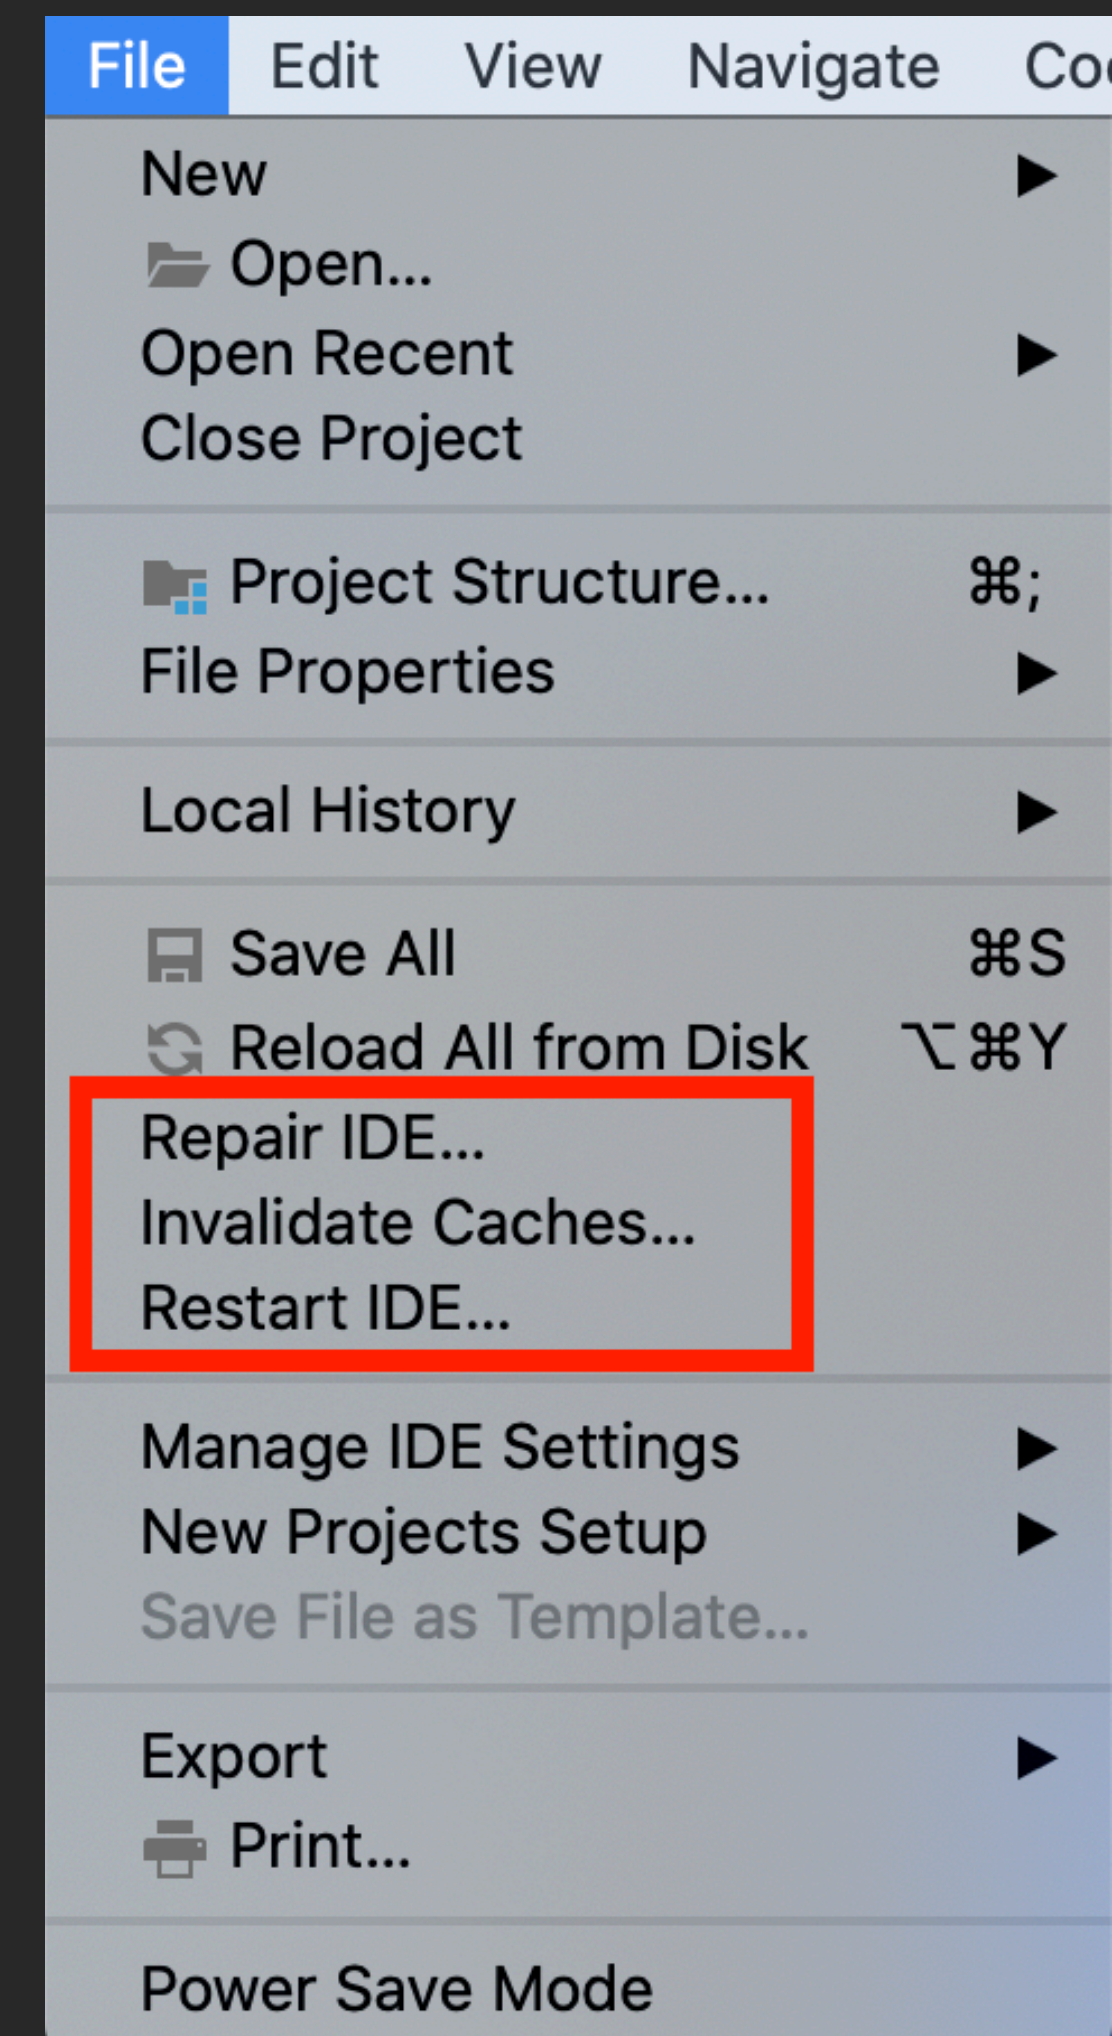 File Edit View Navigate
New
Open...
Open Recent
Close Project
Project Structure... ⌘;
File Properties
Local History
Save All ⌘S
Reload All from Disk ⌥⌘Y
Repair IDE...
Invalidate Caches...
Restart IDE...
Manage IDE Settings
New Projects Setup
Save File as Template...
Export
Print...
Power Save Mode